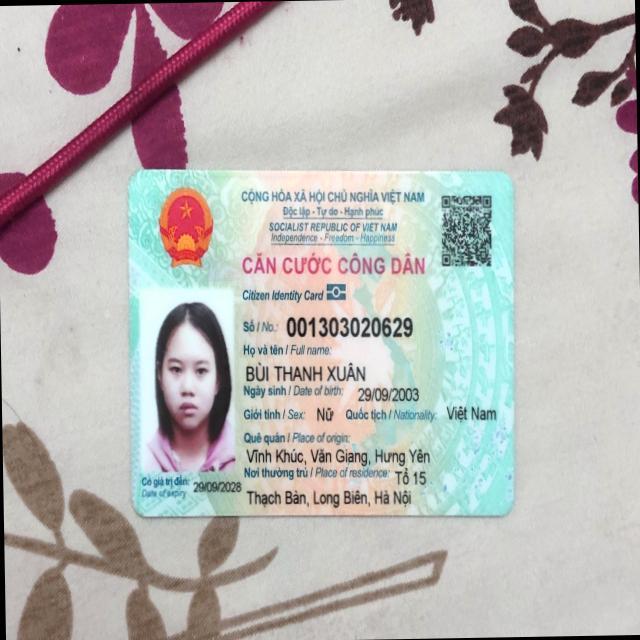 CỘNG HÒA XÃ HỘI CHỦ NGHĨA VIỆT NAM
Độc lập - Tự do - Hạnh phúc
SOCIALIST REPUBLIC OF VIET NAM
Independence - Freedom - Happiness
CĂN CƯỚC CÔNG DÂN
Citizen Identity Card
Số / No.: 001303020629
Họ và tên / Full name:
BÙI THANH XUÂN
Ngày sinh / Date of birth: 29/09/2003
Giới tính / Sex: Nữ Quốc tịch / Nationality: Việt Nam
Quê quán / Place of origin:
Vĩnh Khúc, Văn Giang, Hưng Yên
Nơi thường trú / Place of residence: Tổ 15
Thạch Bàn, Long Biên, Hà Nội
Có giá trị đến: 29/09/2028
Date of expiry